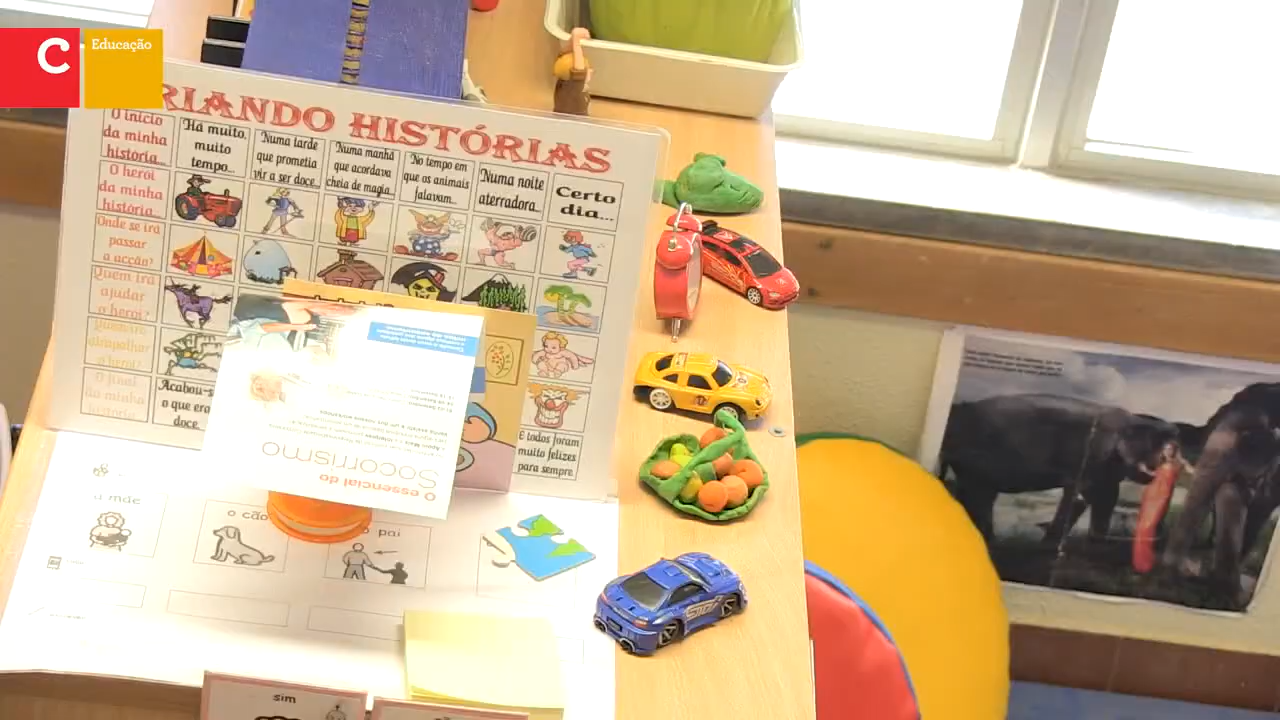 C
Educação
RIANDO HISTÓRIAS
O início
da minha
história...
Há muito,
muito
tempo...
Numa tarde
que prometia
vir a ser doce...
Numa manhã
que acordava
cheia de magia...
No tempo em
que os animais
falavam...
Numa noite
aterradora...
Certo
dia...
O herói
da minha
história...
Onde se irá
passar
a acção?
Quem irá
ajudar
o herói?
Quem irá
atrapalhar
o herói?
O final
da minha
história...
Acabou-s
o que era
doce.
E todos foram
muito felizes
para sempre.
O essencial do
Socorrismo
a mãe
o cão
pai
sim